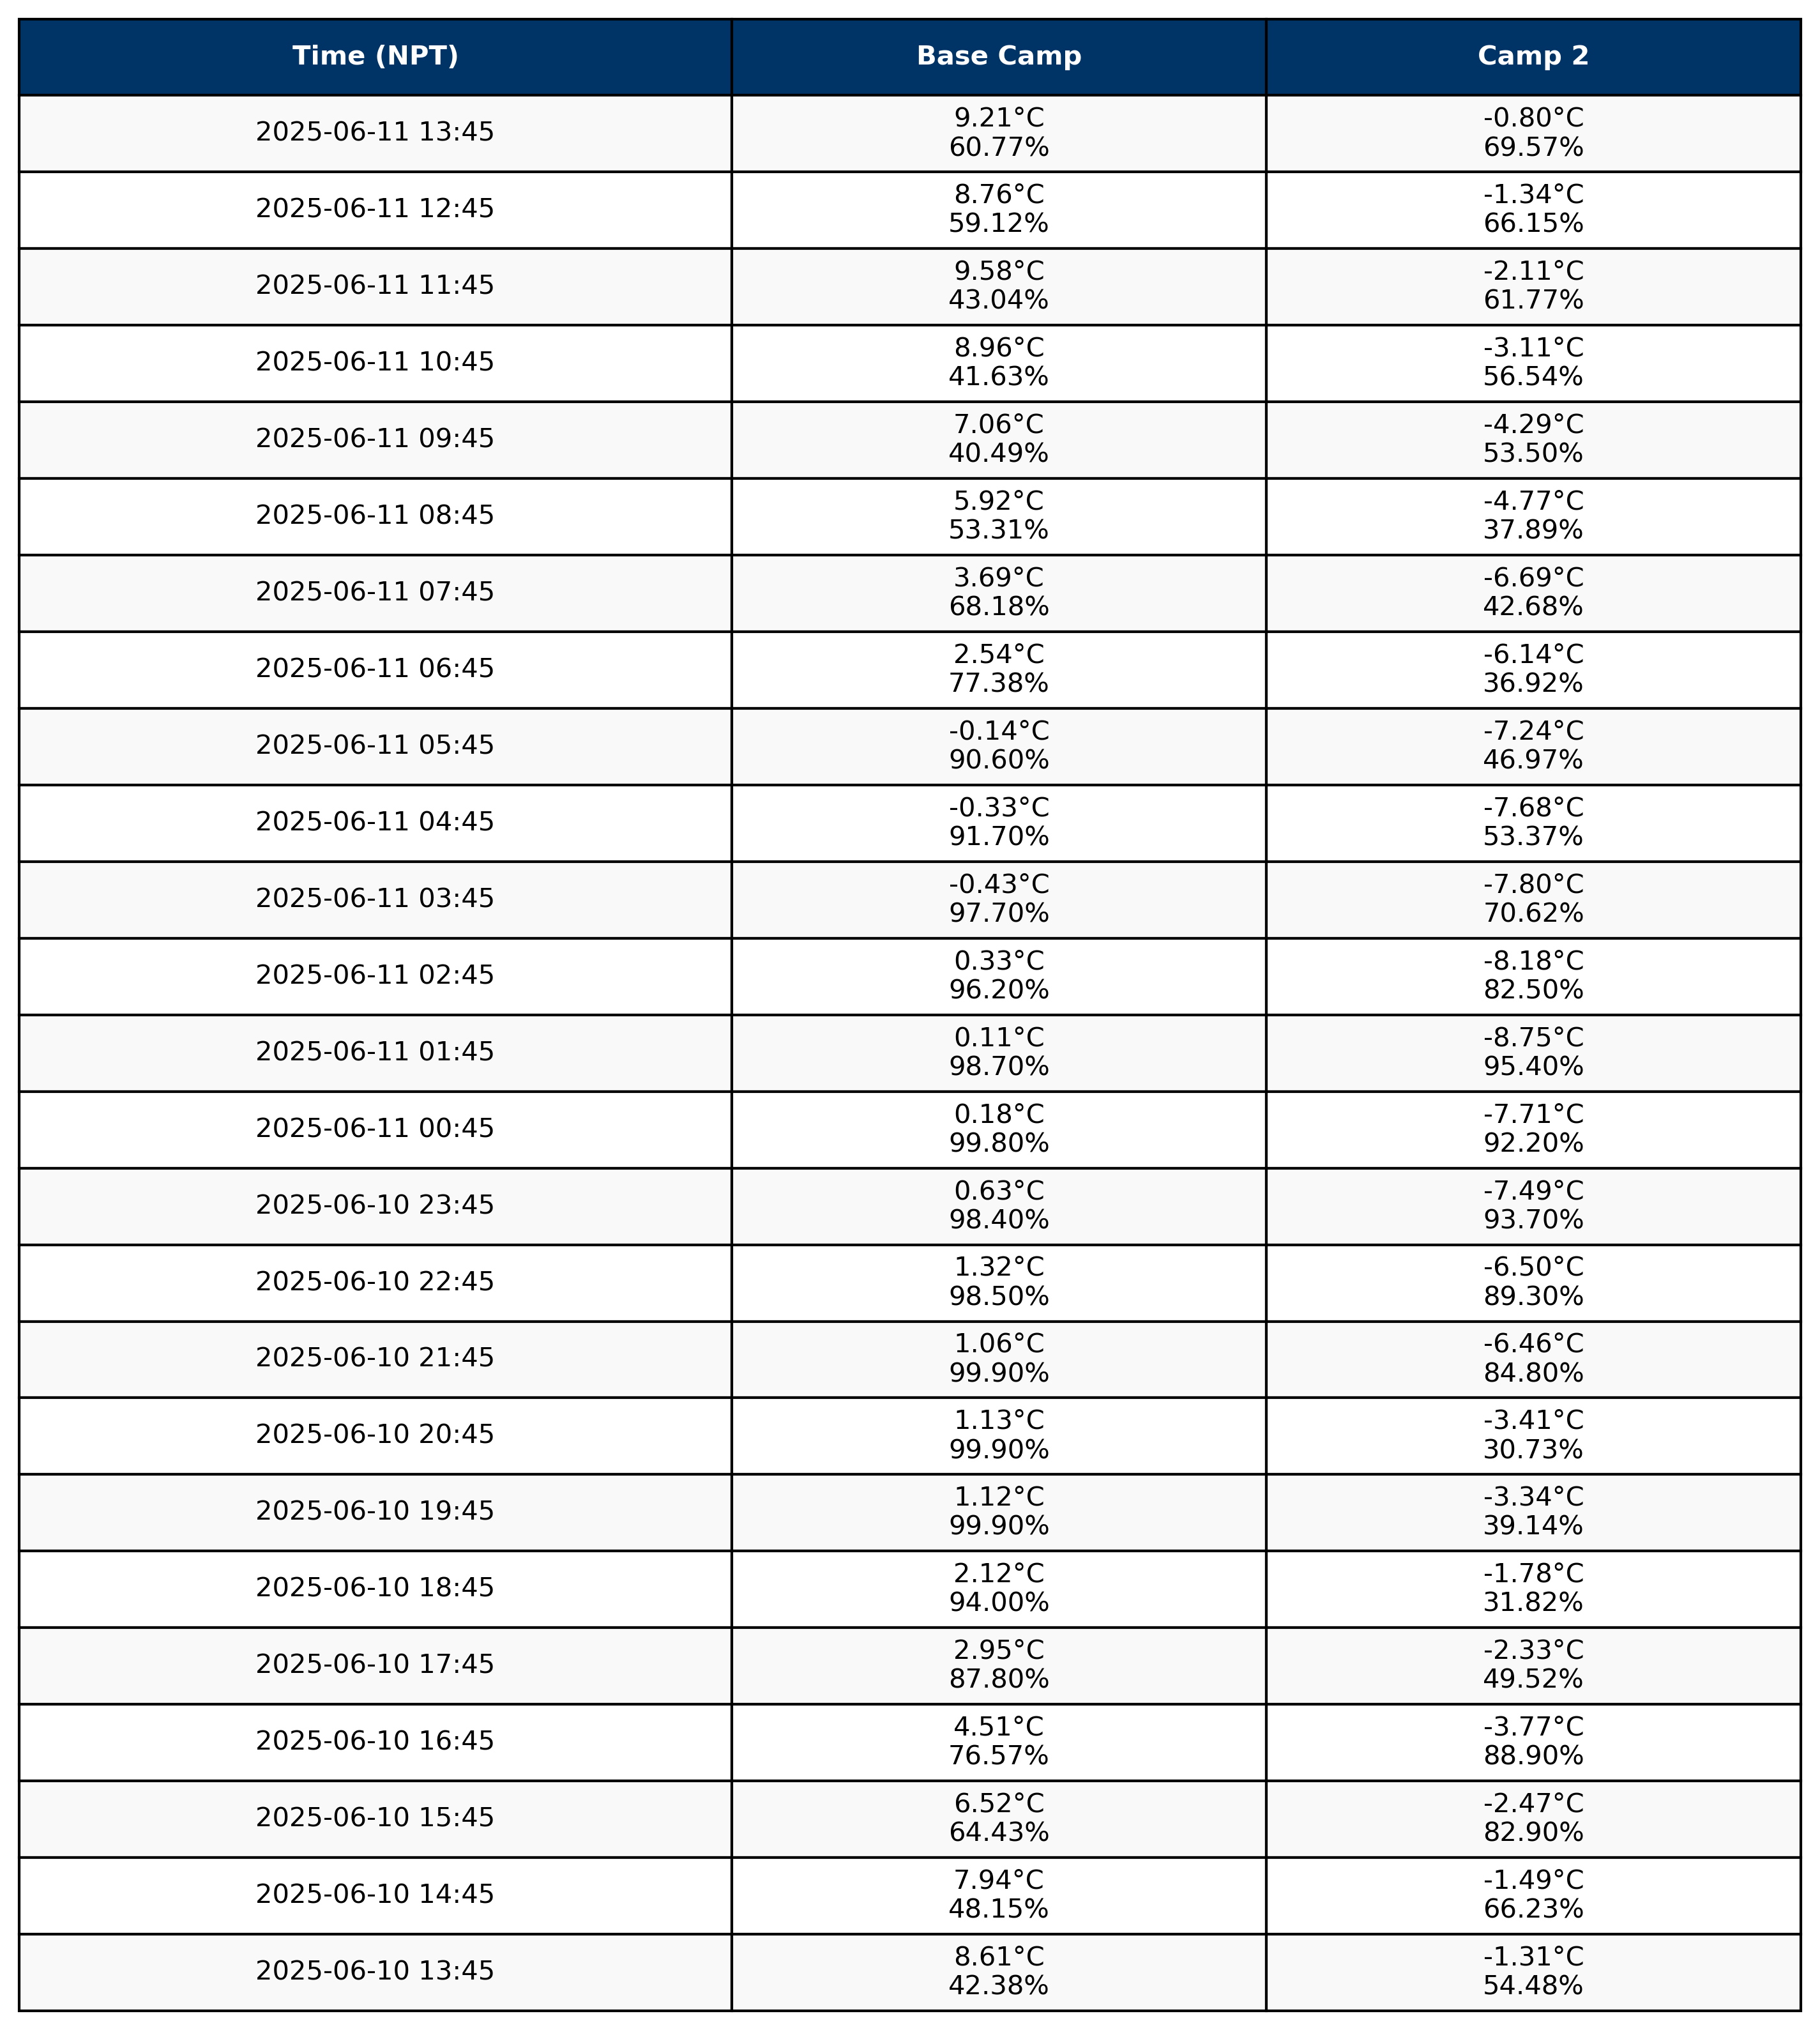 Time (NPT) Base Camp Camp 2
2025-06-11 13:45 9.21°C -0.80°C
60.77% 69.57%
2025-06-11 12:45 8.76°C -1.34°C
59.12% 66.15%
2025-06-11 11:45 9.58°C -2.11°C
43.04% 61.77%
2025-06-11 10:45 8.96°C -3.11°C
41.63% 56.54%
2025-06-11 09:45 7.06°C -4.29°C
40.49% 53.50%
2025-06-11 08:45 5.92°C -4.77°C
53.31% 37.89%
2025-06-11 07:45 3.69°C -6.69°C
68.18% 42.68%
2025-06-11 06:45 2.54°C -6.14°C
77.38% 36.92%
2025-06-11 05:45 -0.14°C -7.24°C
90.60% 46.97%
2025-06-11 04:45 -0.33°C -7.68°C
91.70% 53.37%
2025-06-11 03:45 -0.43°C -7.80°C
97.70% 70.62%
2025-06-11 02:45 0.33°C -8.18°C
96.20% 82.50%
2025-06-11 01:45 0.11°C -8.75°C
98.70% 95.40%
2025-06-11 00:45 0.18°C -7.71°C
99.80% 92.20%
2025-06-10 23:45 0.63°C -7.49°C
98.40% 93.70%
2025-06-10 22:45 1.32°C -6.50°C
98.50% 89.30%
2025-06-10 21:45 1.06°C -6.46°C
99.90% 84.80%
2025-06-10 20:45 1.13°C -3.41°C
99.90% 30.73%
2025-06-10 19:45 1.12°C -3.34°C
99.90% 39.14%
2025-06-10 18:45 2.12°C -1.78°C
94.00% 31.82%
2025-06-10 17:45 2.95°C -2.33°C
87.80% 49.52%
2025-06-10 16:45 4.51°C -3.77°C
76.57% 88.90%
2025-06-10 15:45 6.52°C -2.47°C
64.43% 82.90%
2025-06-10 14:45 7.94°C -1.49°C
48.15% 66.23%
2025-06-10 13:45 8.61°C -1.31°C
42.38% 54.48%